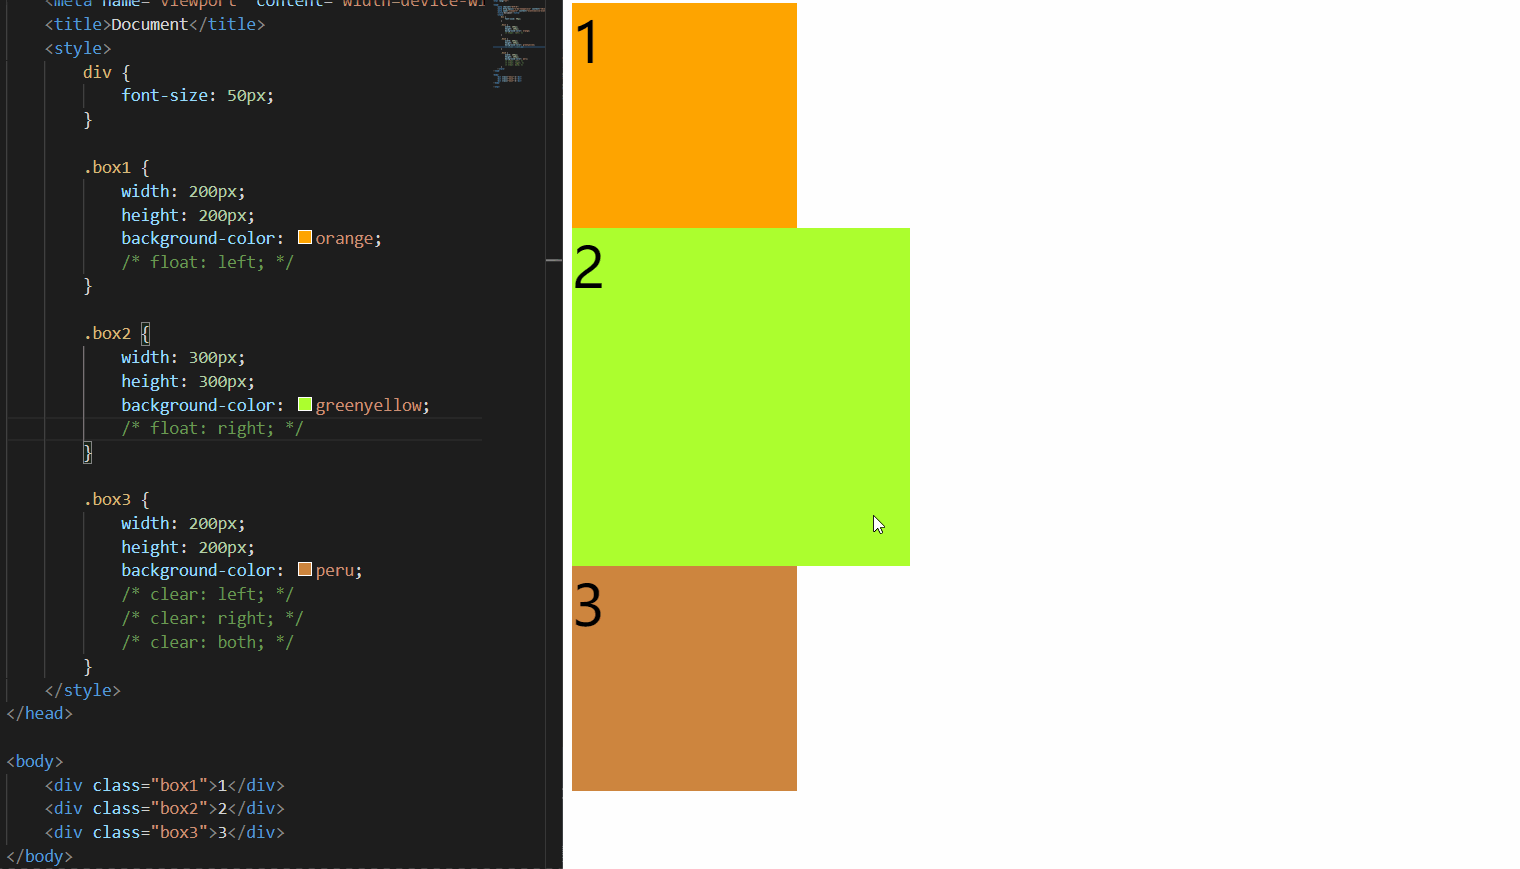 <meta name="viewport" content="width=device-wi
<title>Document</title>
<style>
div {
font-size: 50px;
}
.box1 {
width: 200px;
height: 200px;
background-color: orange;
/* float: left; */
}
.box2 {
width: 300px;
height: 300px;
background-color: greenyellow;
/* float: right; */
}
.box3 {
width: 200px;
height: 200px;
background-color: peru;
/* clear: left; */
/* clear: right; */
/* clear: both; */
}
</style>
</head>
<body>
<div class="box1">1</div>
<div class="box2">2</div>
<div class="box3">3</div>
</body>
1
2
3